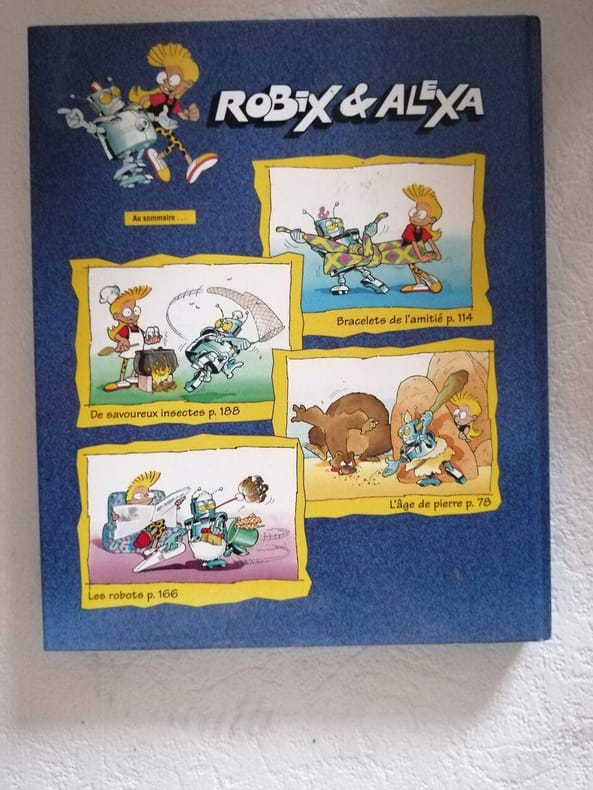 ROBIX & ALEXA
Au sommaire . . .
Bracelets de l'amitié p. 114
De savoureux insectes p. 188
L'âge de pierre p. 78
Les robots p. 166